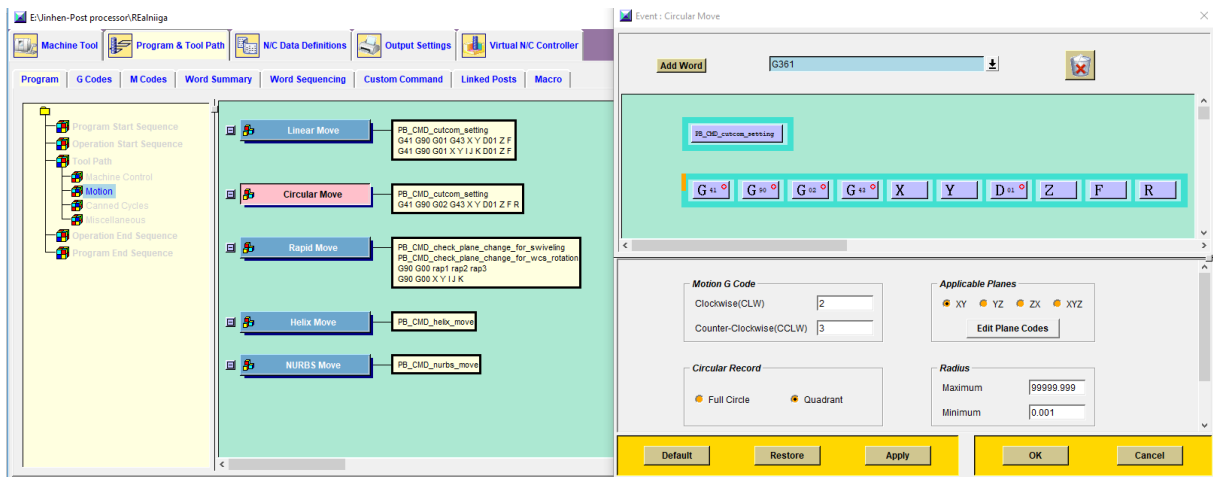 E:\Jinhen-Post processor\REalniiga
Machine Tool
Program & Tool Path
N/C Data Definitions
Output Settings
Virtual N/C Controller
Program
G Codes
M Codes
Word Summary
Word Sequencing
Custom Command
Linked Posts
Macro
Program Start Sequence
Operation Start Sequence
Tool Path
Machine Control
Motion
Canned Cycles
Miscellaneous
Operation End Sequence
Program End Sequence
Linear Move
PB_CMD_cutcom_setting
G41 G90 G01 G43 X Y D01 Z F
G41 G90 G01 X Y I J K D01 Z F
Circular Move
PB_CMD_cutcom_setting
G41 G90 G02 G43 X Y D01 Z F R
Rapid Move
PB_CMD_check_plane_change_for_swiveling
PB_CMD_check_plane_change_for_wcs_rotation
G90 G00 rap1 rap2 rap3
G90 G00 X Y I J K
Helix Move
PB_CMD_helix_move
NURBS Move
PB_CMD_nurbs_move
Event : Circular Move
Add Word
G361
PB_CMD_cutcom_setting
G 41 G 90 G 02 G 43 X Y D 01 Z F R
Motion G Code
Clockwise(CLW) 2
Counter-Clockwise(CCLW) 3
Applicable Planes
XY YZ ZX XYZ
Edit Plane Codes
Circular Record
Full Circle Quadrant
Radius
Maximum 99999.999
Minimum 0.001
Default Restore Apply OK Cancel